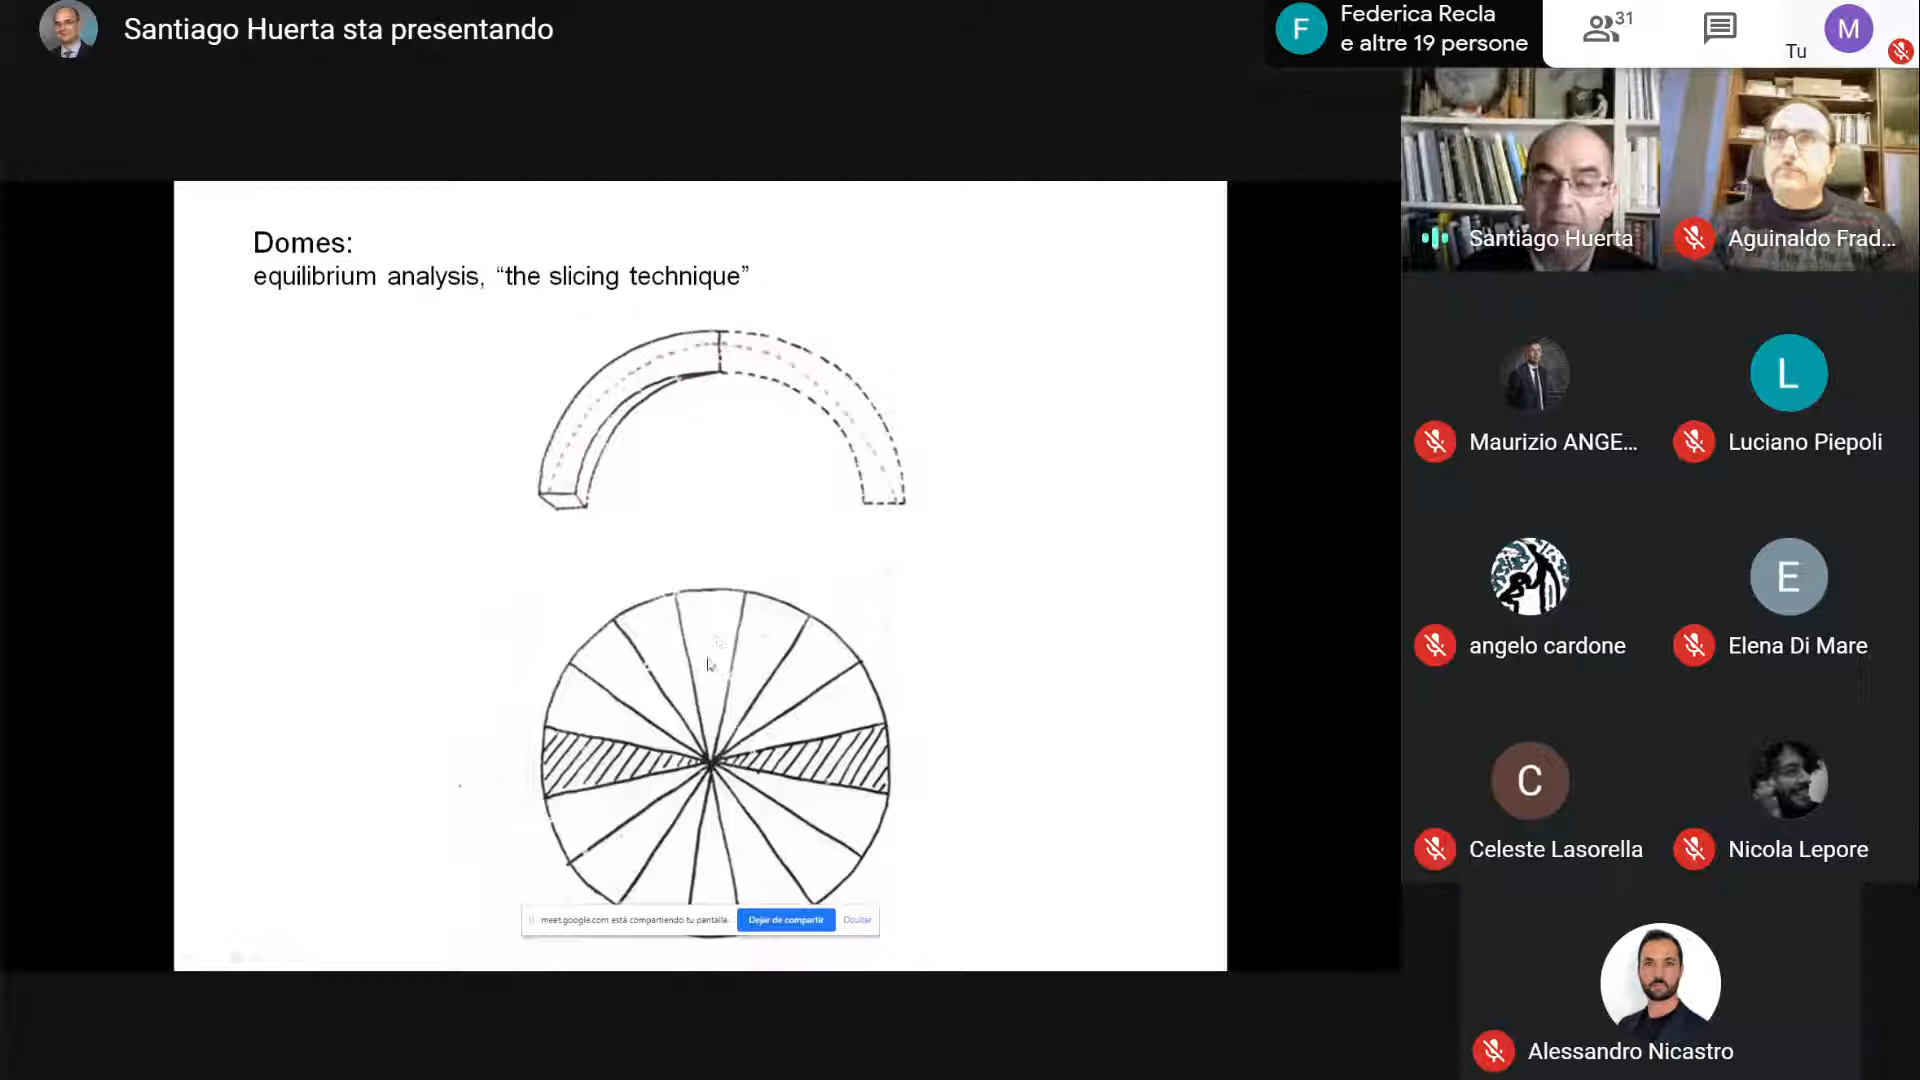 Santiago Huerta sta presentando
F
Federica Recla
e altre 19 persone
31
Tu
M
Domes:
equilibrium analysis, “the slicing technique”
meet.google.com está compartiendo tu pantalla.
Dejar de compartir
Ocultar
Santiago Huerta
Aguinaldo Frad...
Maurizio ANGE...
L
Luciano Piepoli
angelo cardone
E
Elena Di Mare
C
Celeste Lasorella
Nicola Lepore
Alessandro Nicastro